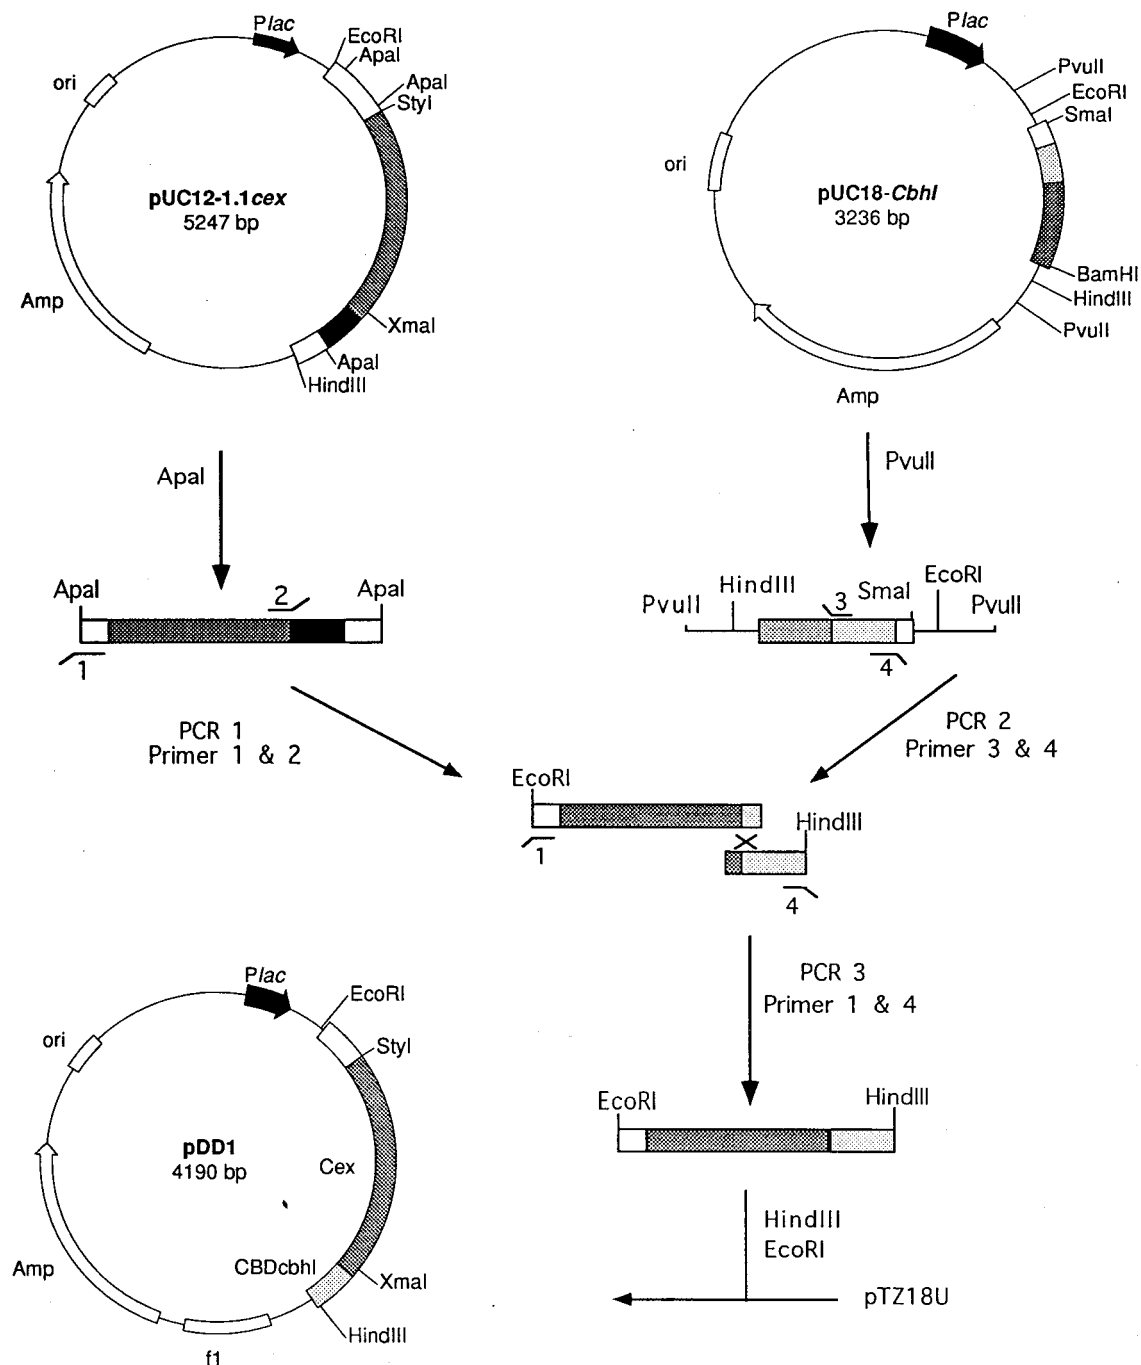 Plac
EcoRI
ApaI
ApaI
StyI
ori
pUC12-1.1cex
5247 bp
Amp
XmaI
ApaI
HindIII
Plac
PvuII
EcoRI
SmaI
ori
pUC18-CbhI
3236 bp
BamHI
HindIII
PvuII
Amp
ApaI
PvuII
ApaI
2
ApaI
1
PvuII
HindIII
3
SmaI
EcoRI
PvuII
4
PCR 1
Primer 1 & 2
PCR 2
Primer 3 & 4
EcoRI
1
HindIII
4
PCR 3
Primer 1 & 4
EcoRI
HindIII
HindIII
EcoRI
pTZ18U
Plac
EcoRI
StyI
ori
pDD1
4190 bp
Cex
Amp
CBDcbhI
XmaI
HindIII
f1